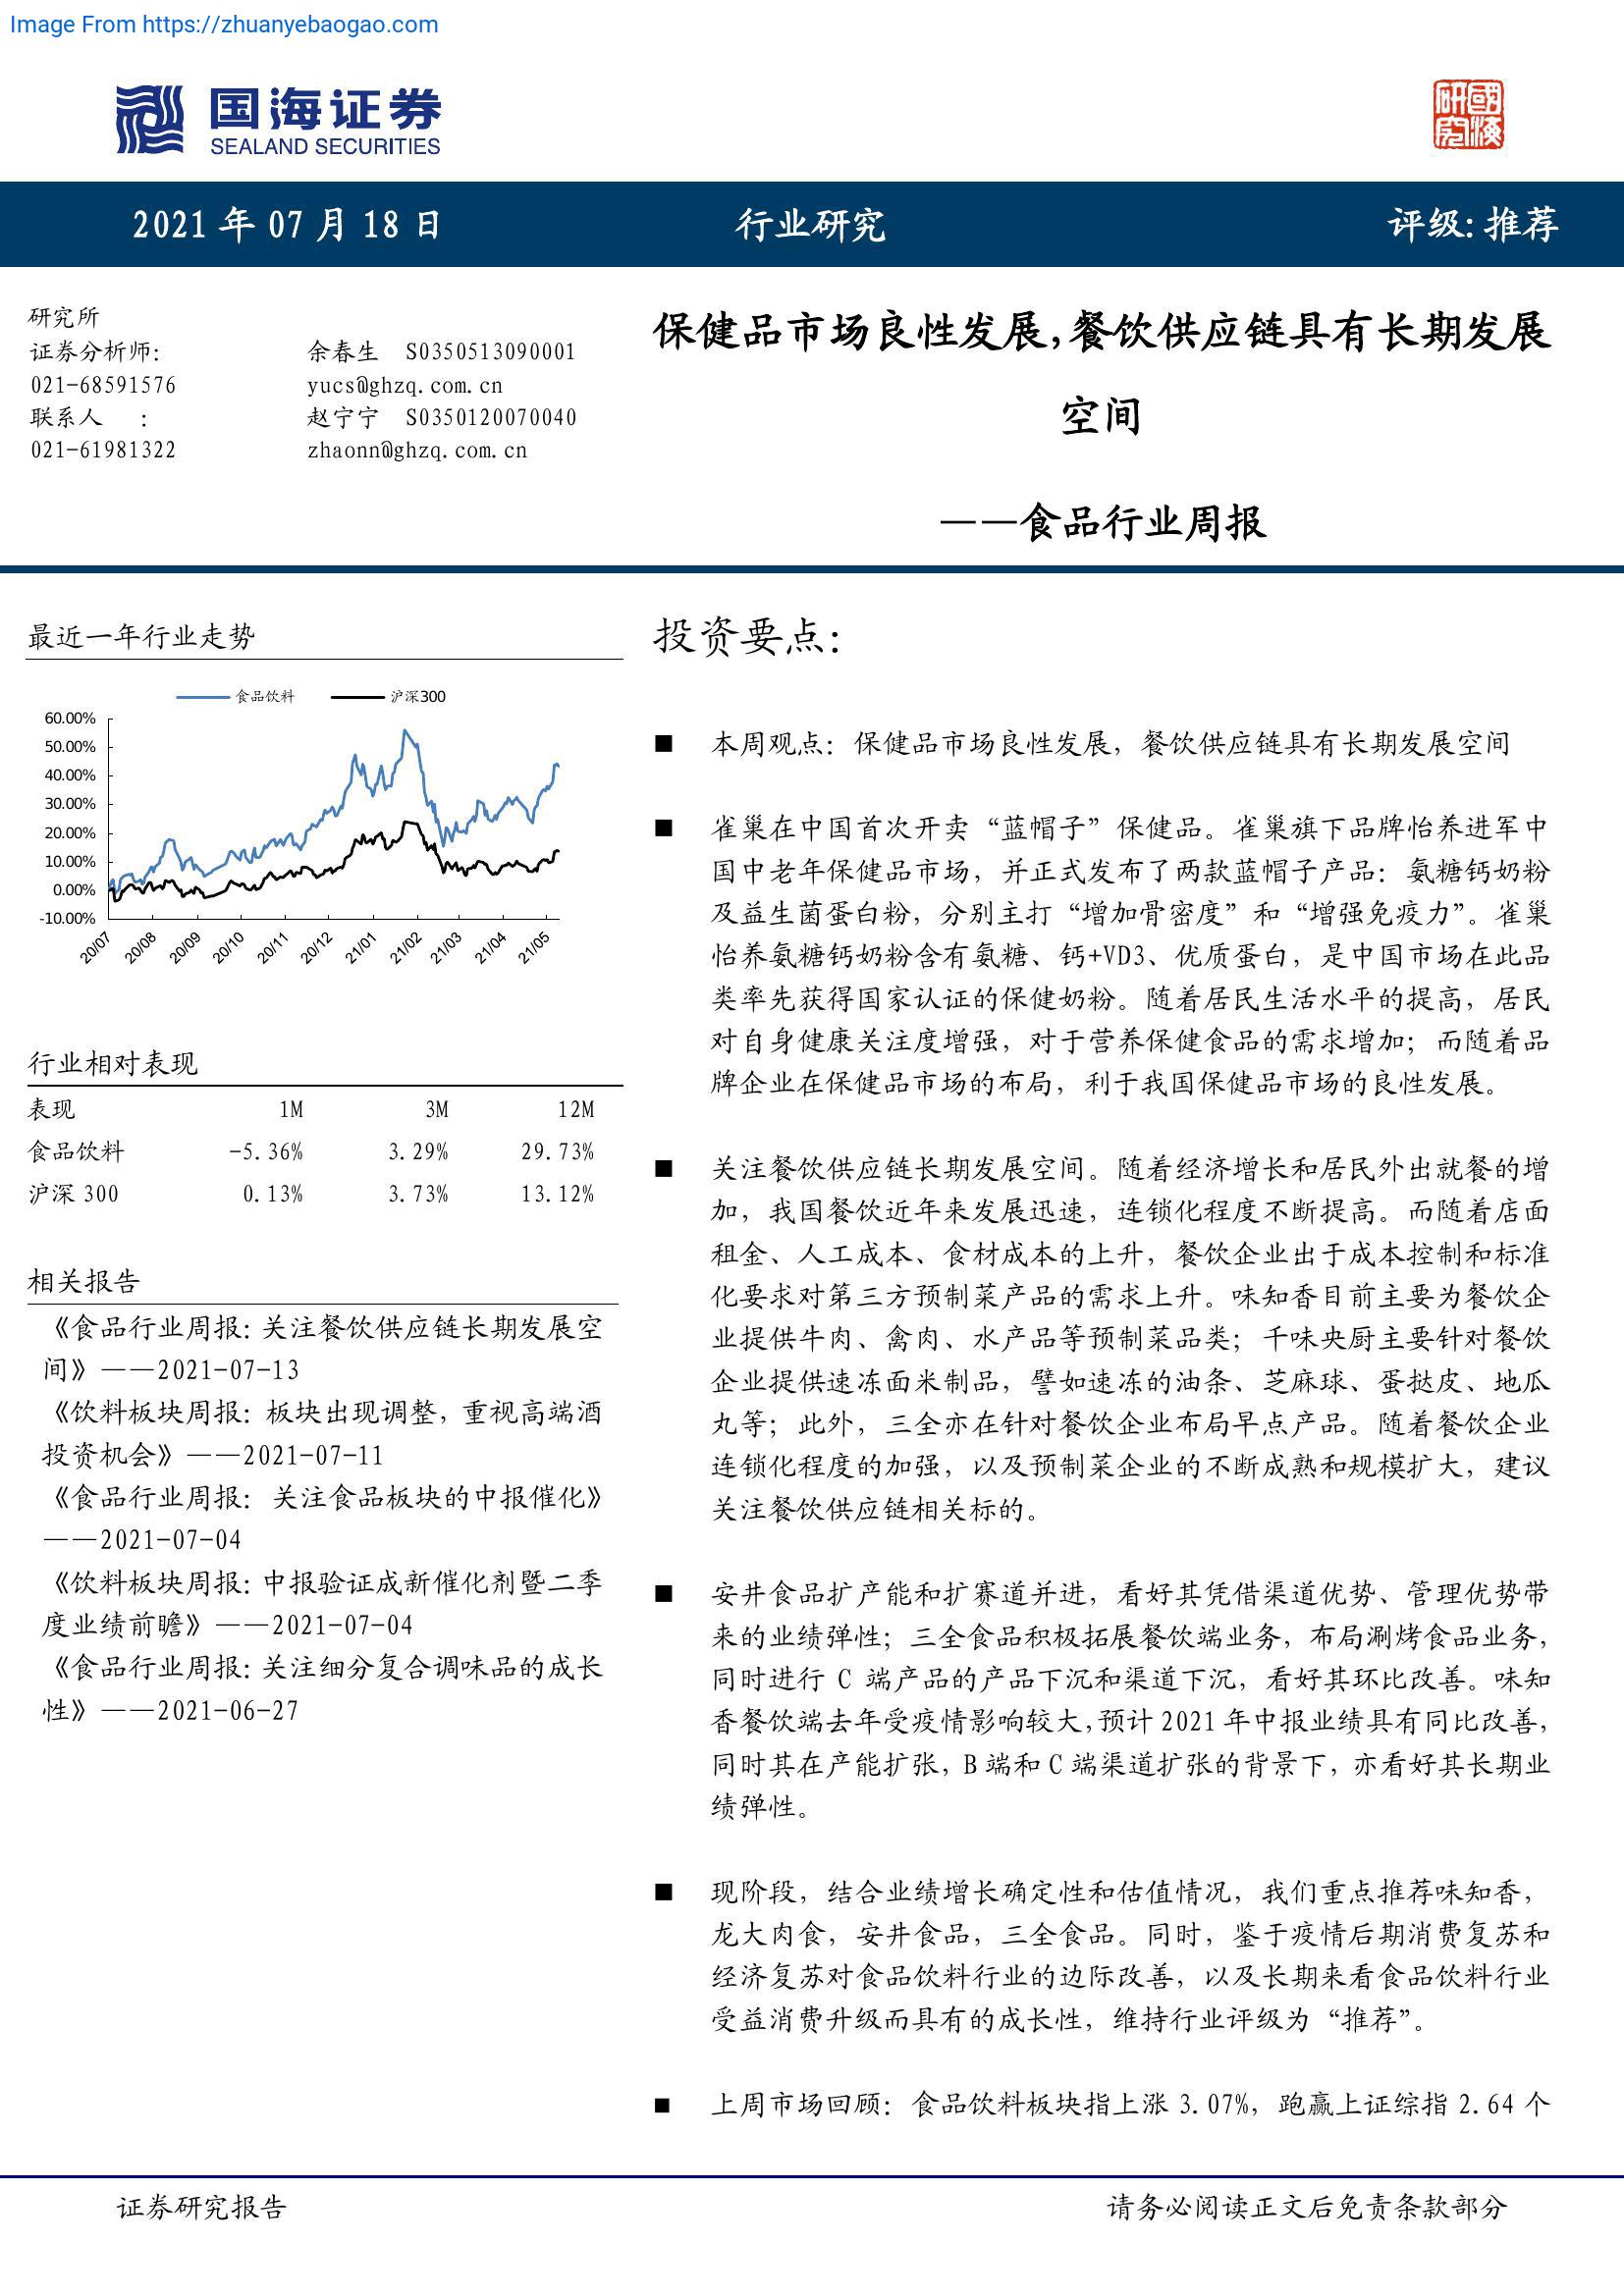 Image From https://zhuanyebaogao.com
国海证券
SEALAND SECURITIES
研究
國海
2021 年 07 月 18 日
行业研究
评级：推荐
研究所
证券分析师： 余春生 S0350513090001
021-68591576 yucs@ghzq.com.cn
联系人 ： 赵宁宁 S0350120070040
021-61981322 zhaonn@ghzq.com.cn
保健品市场良性发展，餐饮供应链具有长期发展
空间
——食品行业周报
最近一年行业走势
食品饮料 沪深300
60.00%
50.00%
40.00%
30.00%
20.00%
10.00%
0.00%
-10.00%
20/07 20/08 20/09 20/10 20/11 20/12 21/01 21/02 21/03 21/04 21/05
行业相对表现
表现 1M 3M 12M
食品饮料 -5.36% 3.29% 29.73%
沪深 300 0.13% 3.73% 13.12%
相关报告
《食品行业周报：关注餐饮供应链长期发展空
间》——2021-07-13
《饮料板块周报：板块出现调整，重视高端酒
投资机会》——2021-07-11
《食品行业周报： 关注食品板块的中报催化》
——2021-07-04
《饮料板块周报：中报验证成新催化剂暨二季
度业绩前瞻》——2021-07-04
《食品行业周报：关注细分复合调味品的成长
性》——2021-06-27
投资要点：
■ 本周观点：保健品市场良性发展，餐饮供应链具有长期发展空间
■ 雀巢在中国首次开卖“蓝帽子”保健品。雀巢旗下品牌怡养进军中
国中老年保健品市场，并正式发布了两款蓝帽子产品：氨糖钙奶粉
及益生菌蛋白粉，分别主打“增加骨密度”和“增强免疫力”。雀巢
怡养氨糖钙奶粉含有氨糖、钙+VD3、优质蛋白，是中国市场在此品
类率先获得国家认证的保健奶粉。随着居民生活水平的提高，居民
对自身健康关注度增强，对于营养保健食品的需求增加；而随着品
牌企业在保健品市场的布局，利于我国保健品市场的良性发展。
■ 关注餐饮供应链长期发展空间。随着经济增长和居民外出就餐的增
加，我国餐饮近年来发展迅速，连锁化程度不断提高。而随着店面
租金、人工成本、食材成本的上升，餐饮企业出于成本控制和标准
化要求对第三方预制菜产品的需求上升。味知香目前主要为餐饮企
业提供牛肉、禽肉、水产品等预制菜品类；千味央厨主要针对餐饮
企业提供速冻面米制品，譬如速冻的油条、芝麻球、蛋挞皮、地瓜
丸等；此外，三全亦在针对餐饮企业布局早点产品。随着餐饮企业
连锁化程度的加强，以及预制菜企业的不断成熟和规模扩大，建议
关注餐饮供应链相关标的。
■ 安井食品扩产能和扩赛道并进，看好其凭借渠道优势、管理优势带
来的业绩弹性；三全食品积极拓展餐饮端业务，布局涮烤食品业务，
同时进行 C 端产品的产品下沉和渠道下沉，看好其环比改善。味知
香餐饮端去年受疫情影响较大，预计 2021 年中报业绩具有同比改善，
同时其在产能扩张，B 端和 C 端渠道扩张的背景下，亦看好其长期业
绩弹性。
■ 现阶段，结合业绩增长确定性和估值情况，我们重点推荐味知香，
龙大肉食，安井食品，三全食品。同时，鉴于疫情后期消费复苏和
经济复苏对食品饮料行业的边际改善，以及长期来看食品饮料行业
受益消费升级而具有的成长性，维持行业评级为“推荐”。
■ 上周市场回顾：食品饮料板块指上涨 3.07%，跑赢上证综指 2.64 个
证券研究报告
请务必阅读正文后免责条款部分